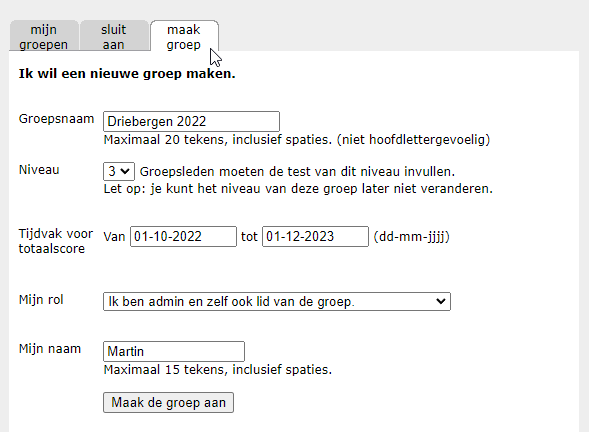 mijn groepen
sluit aan
maak groep
Ik wil een nieuwe groep maken.
Groepsnaam Driebergen 2022
Maximaal 20 tekens, inclusief spaties. (niet hoofdlettergevoelig)
Niveau 3 Groepsleden moeten de test van dit niveau invullen.
Let op: je kunt het niveau van deze groep later niet veranderen.
Tijdvak voor totaalscore Van 01-10-2022 tot 01-12-2023 (dd-mm-jjjj)
Mijn rol Ik ben admin en zelf ook lid van de groep.
Mijn naam Martin
Maximaal 15 tekens, inclusief spaties.
Maak de groep aan